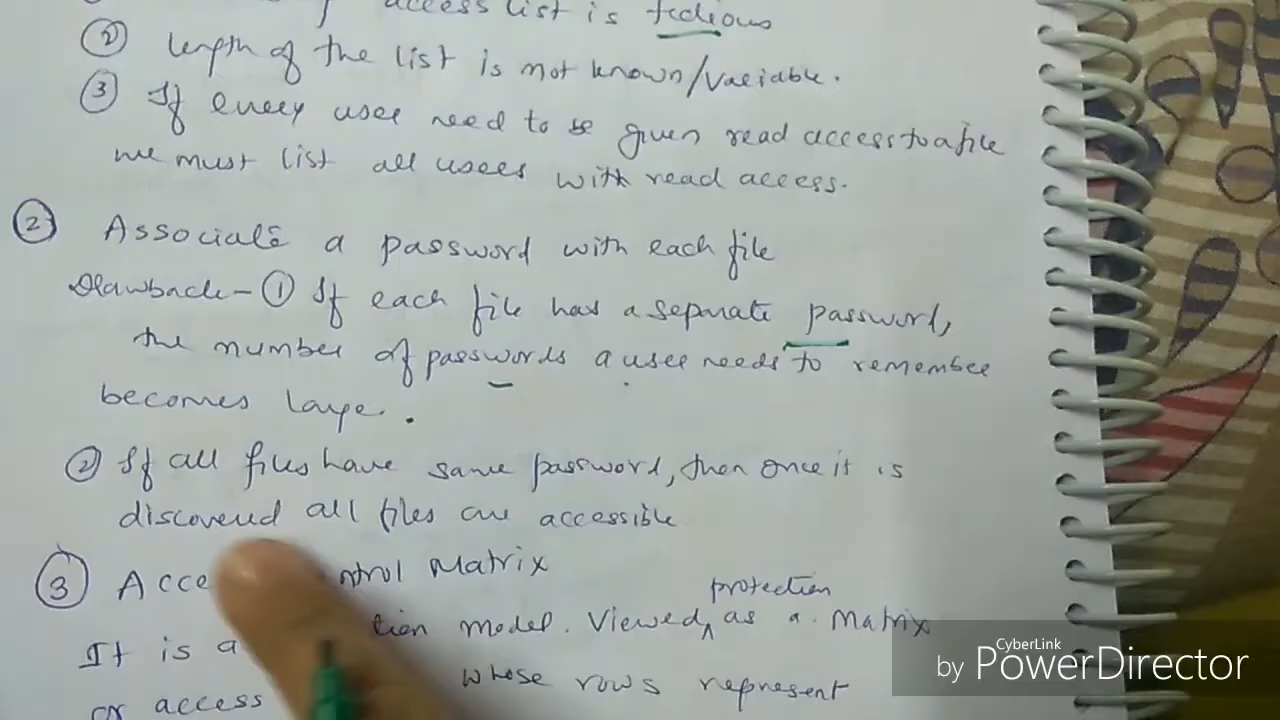 access list is tedious
② length of the list is not known/variable.
③ If every user need to be given read access to a file
we must list all users with read access.
② Associate a password with each file
Drawback - ① If each file has a separate password,
the number of passwords a user needs to remember
becomes large.
② If all files have same password, then once it is
discovered all files are accessible
③ Acce ntrol Matrix
protection
It is a tion model. Viewed ^ as a. Matrix
or access whose rows represent
CyberLink
by PowerDirector